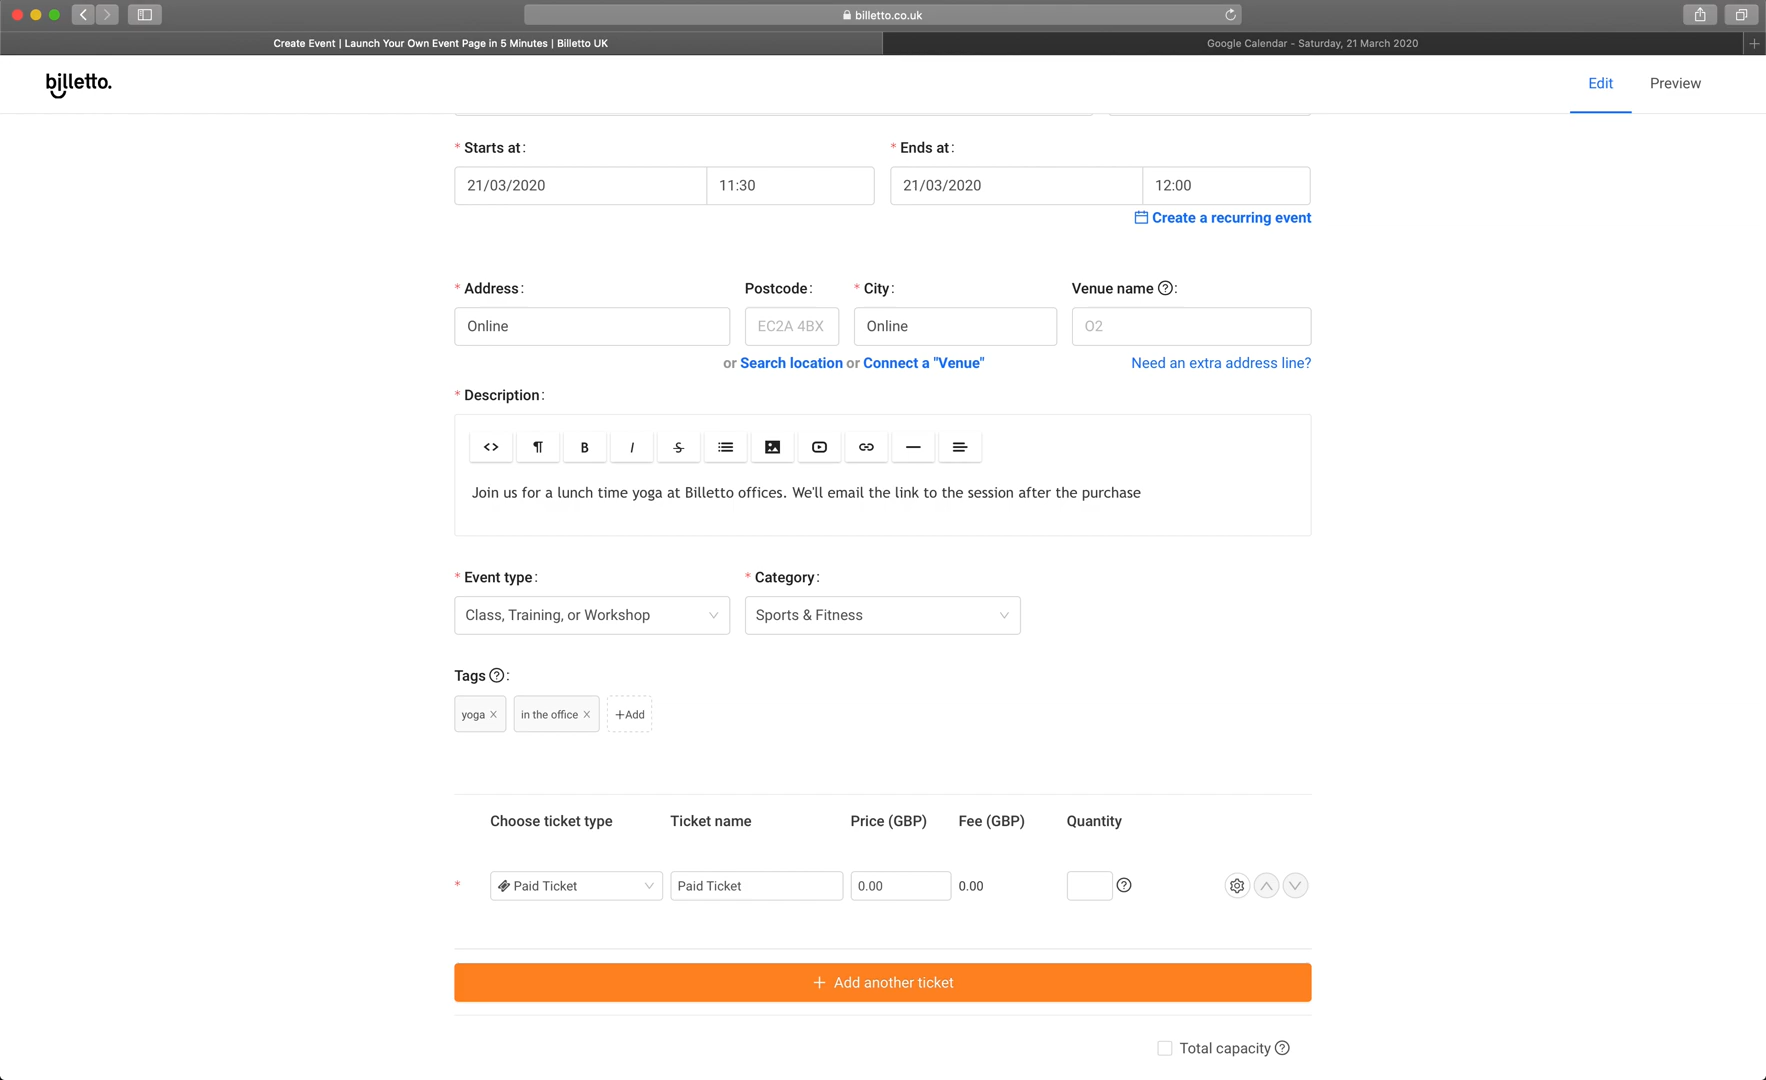 billetto.co.uk
Create Event | Launch Your Own Event Page in 5 Minutes | Billetto UK
Google Calendar - Saturday, 21 March 2020
billetto.
Edit
Preview
* Starts at:
* Ends at:
21/03/2020
11:30
21/03/2020
12:00
Create a recurring event
* Address:
Postcode:
* City:
Venue name ?:
Online
EC2A 4BX
Online
O2
or Search location or Connect a "Venue"
Need an extra address line?
* Description:
<> ¶ B I S
Join us for a lunch time yoga at Billetto offices. We'll email the link to the session after the purchase
* Event type:
* Category:
Class, Training, or Workshop
Sports & Fitness
Tags ?:
yoga ×
in the office ×
+Add
Choose ticket type
Ticket name
Price (GBP)
Fee (GBP)
Quantity
*
Paid Ticket
Paid Ticket
0.00
0.00
?
+ Add another ticket
Total capacity ?